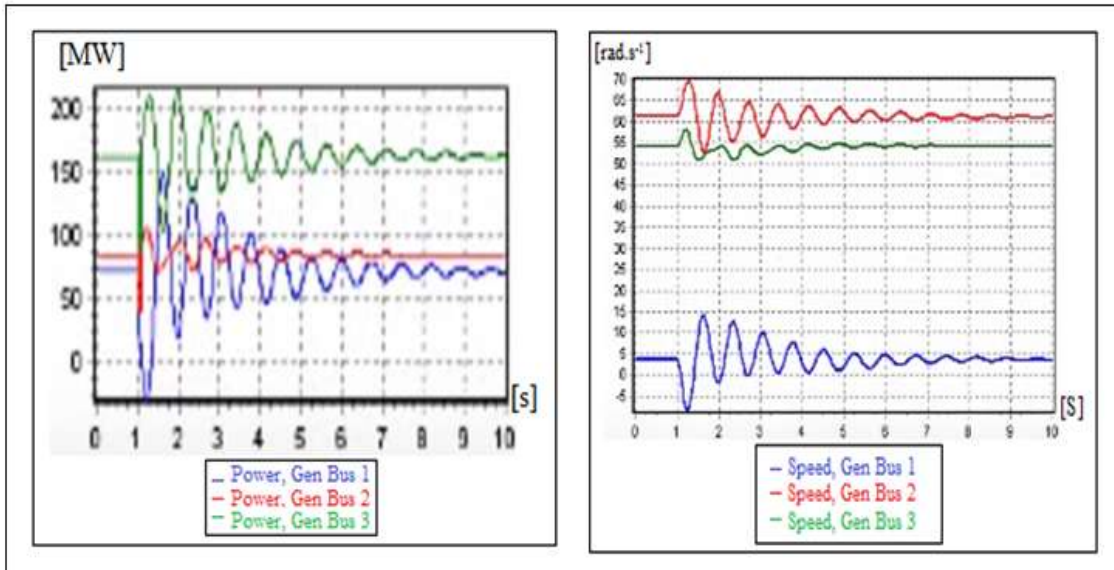 [MW]
200
150
100
50
0
[s]
0 1 2 3 4 5 6 7 8 9 10
Power, Gen Bus 1
Power, Gen Bus 2
Power, Gen Bus 3
[rad.s⁻¹]
70
65
60
55
50
45
40
35
30
25
20
15
10
5
0
-5
[S]
0 1 2 3 4 5 6 7 8 9 10
Speed, Gen Bus 1
Speed, Gen Bus 2
Speed, Gen Bus 3